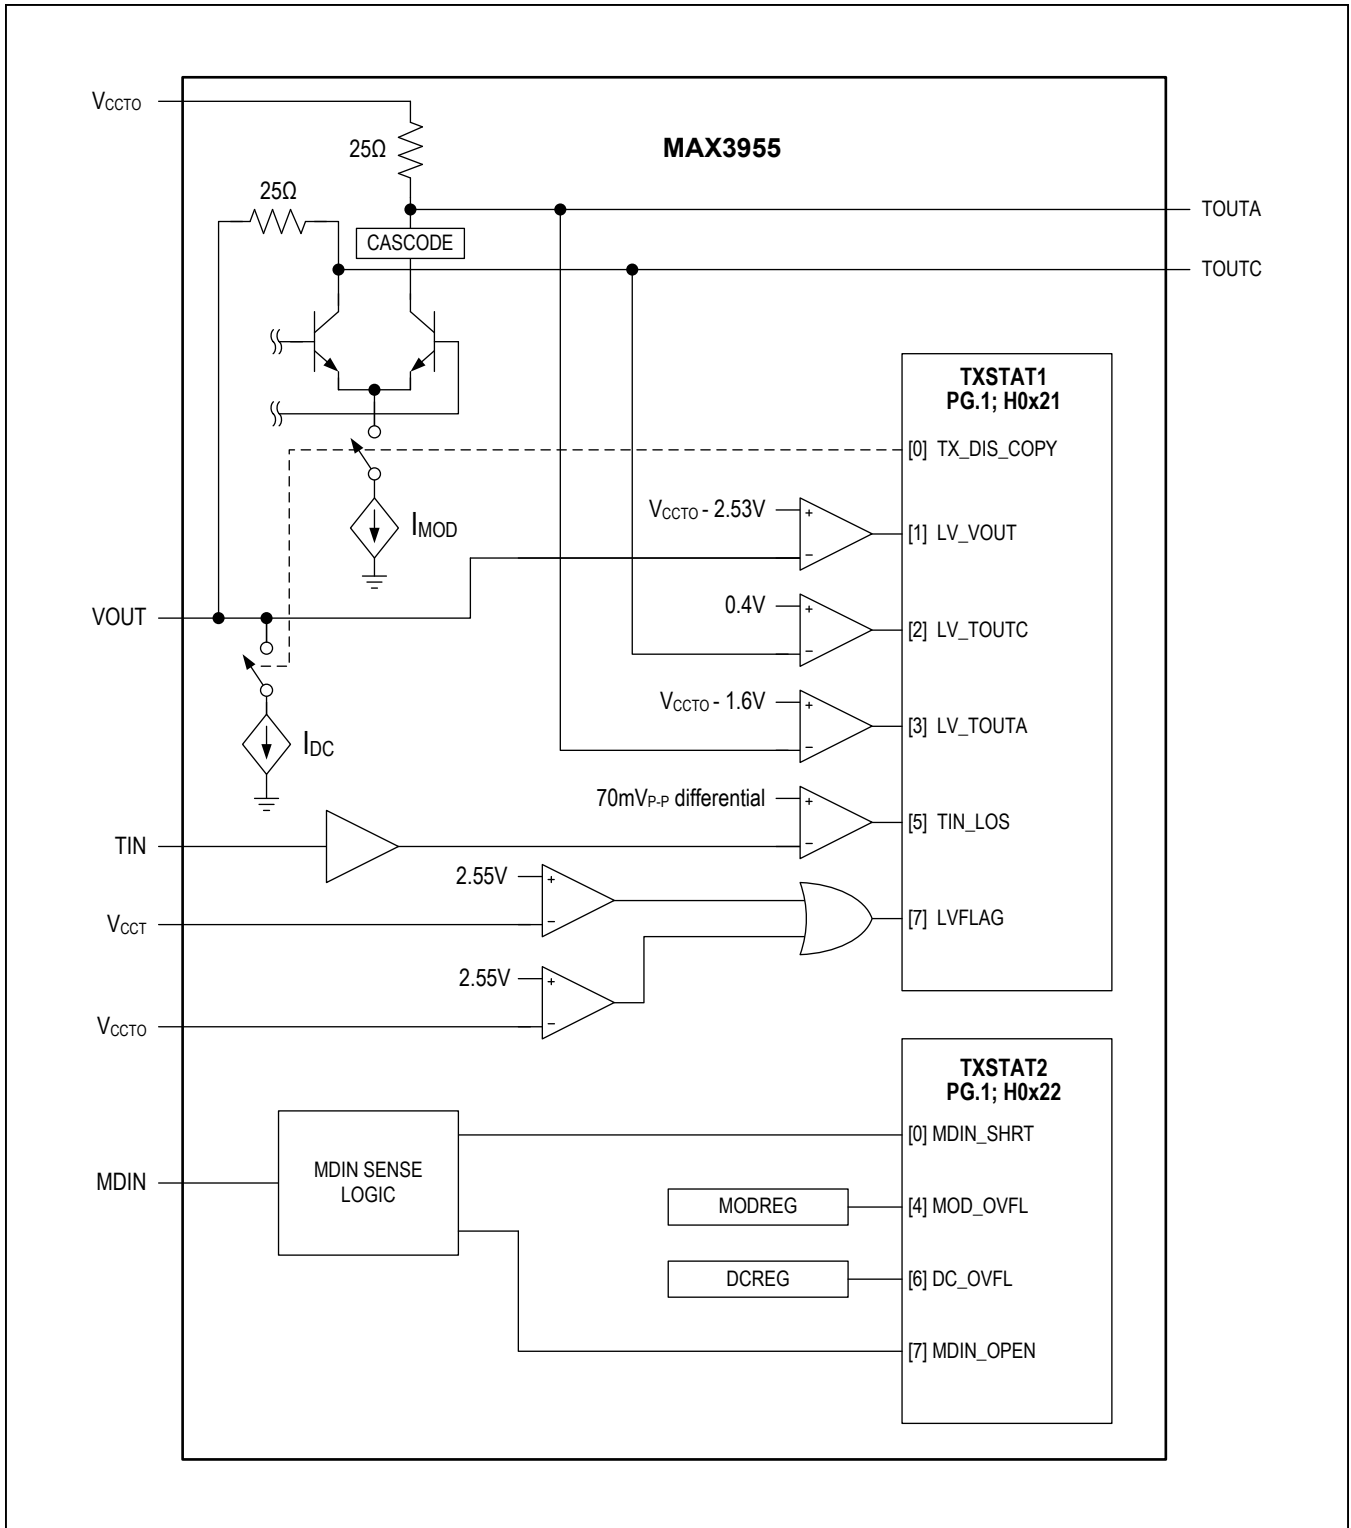 VCCTO
MAX3955
25Ω
25Ω
TOUTA
CASCODE
TOUTC
TXSTAT1
PG.1; H0x21
[0] TX_DIS_COPY
VCCTO - 2.53V
+
−
[1] LV_VOUT
IMOD
VOUT
0.4V
+
−
[2] LV_TOUTC
VCCTO - 1.6V
+
−
[3] LV_TOUTA
IDC
70mVP-P differential
+
−
[5] TIN_LOS
TIN
2.55V
+
−
VCCT
[7] LVFLAG
2.55V
+
−
VCCTO
TXSTAT2
PG.1; H0x22
[0] MDIN_SHRT
MDIN
MDIN SENSE
LOGIC
MODREG
[4] MOD_OVFL
DCREG
[6] DC_OVFL
[7] MDIN_OPEN